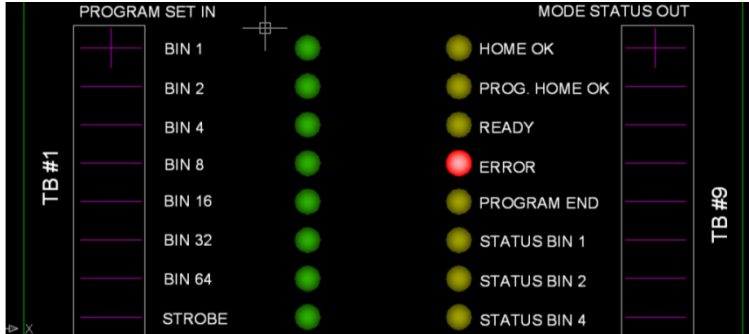 PROGRAM SET IN
MODE STATUS OUT
TB #1
BIN 1
BIN 2
BIN 4
BIN 8
BIN 16
BIN 32
BIN 64
STROBE
HOME OK
PROG. HOME OK
READY
ERROR
PROGRAM END
STATUS BIN 1
STATUS BIN 2
STATUS BIN 4
TB #9
X